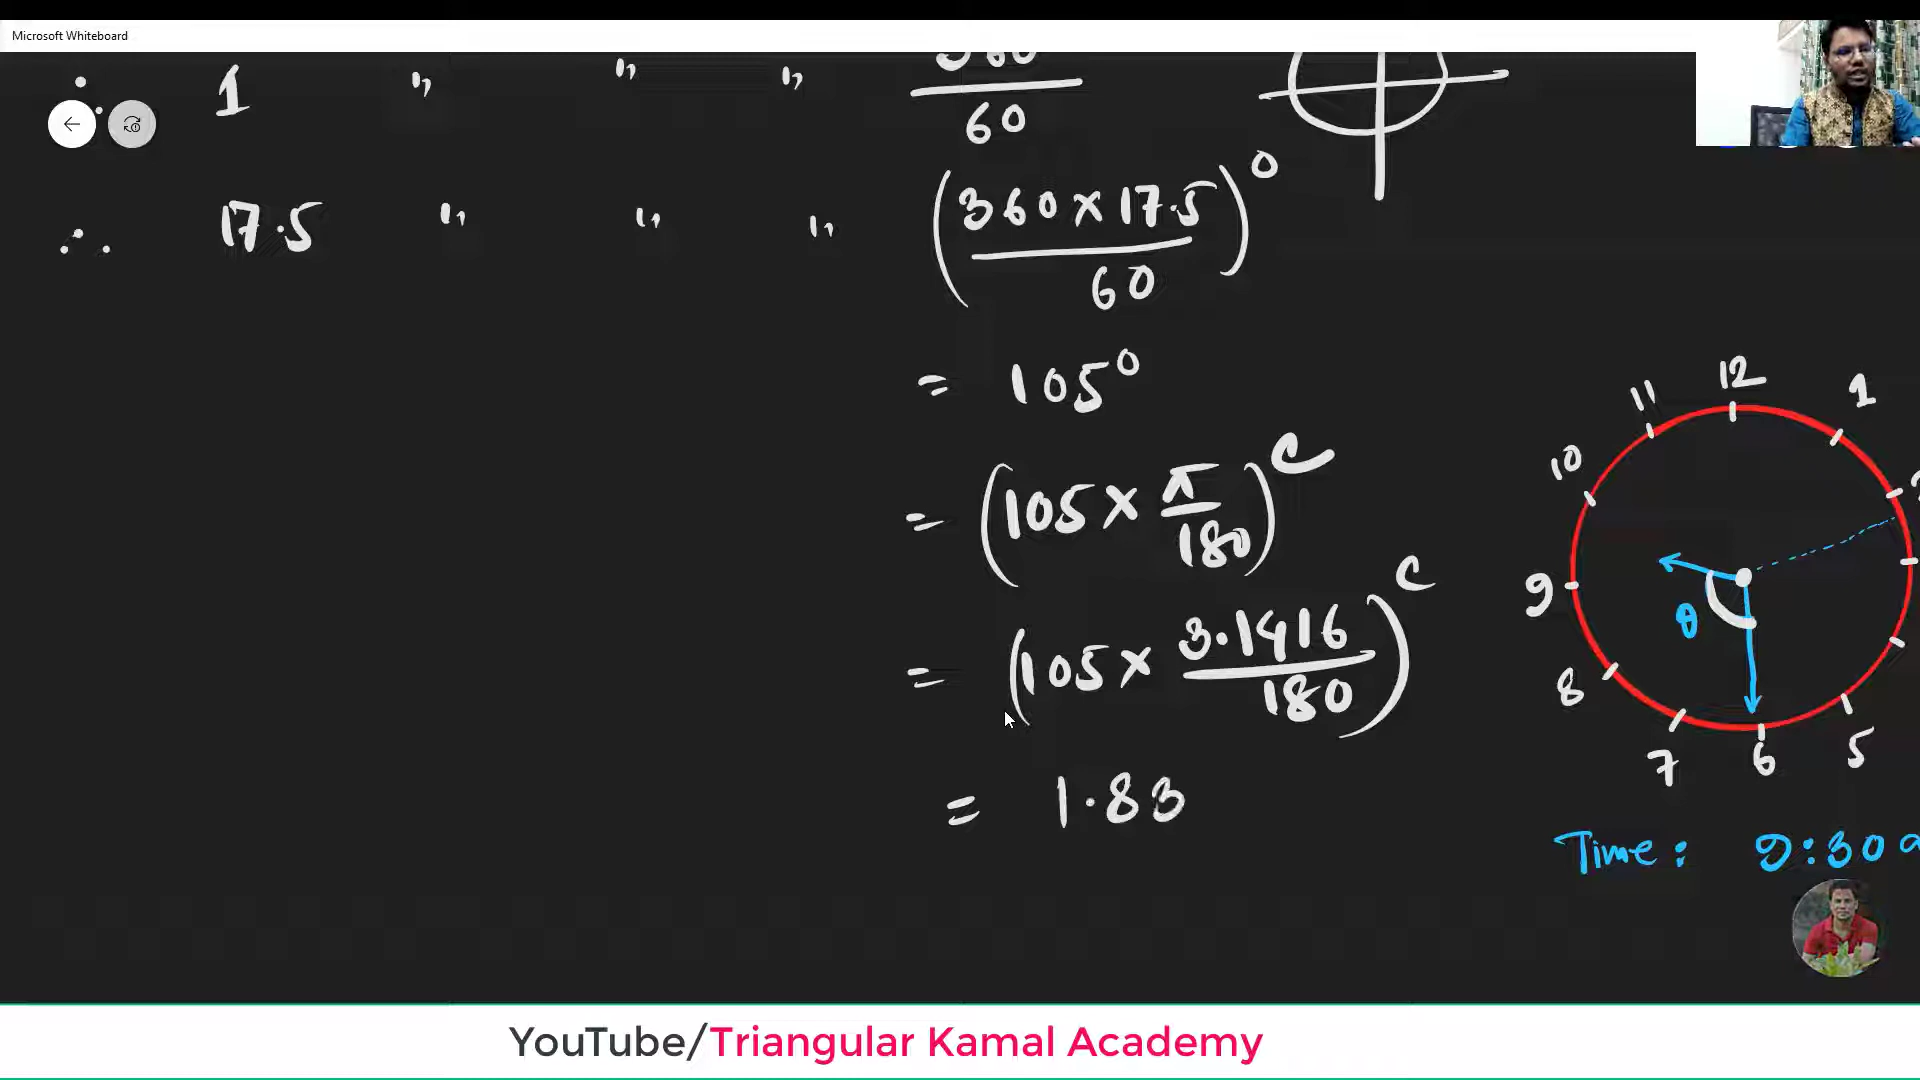 Microsoft Whiteboard
∴ 1 " " " 360/60
∴ 17.5 " " " (360 × 17.5 / 60)°
= 105°
= (105 × π/180)ᶜ
= (105 × 3.1416/180)ᶜ
= 1.83
12
11
1
10
9
θ
8
7
6
5
Time: 9:30
YouTube/Triangular Kamal Academy